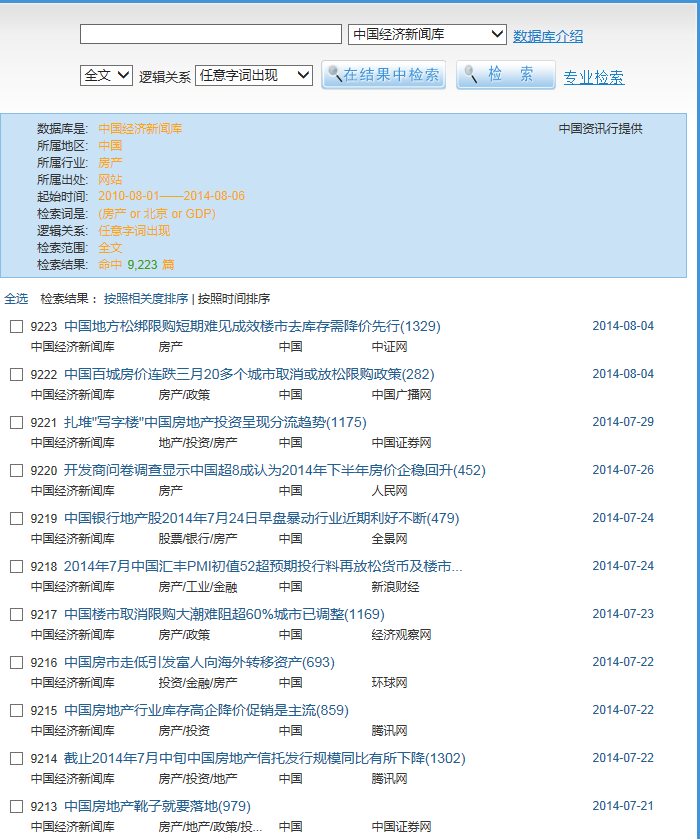 中国经济新闻库 数据库介绍
全文 逻辑关系 任意字词出现 在结果中检索 检 索 专业检索
数据库是: 中国经济新闻库 中国资讯行提供
所属地区: 中国
所属行业: 房产
所属出处: 网站
起始时间: 2010-08-01——2014-08-06
检索词是: (房产 or 北京 or GDP)
逻辑关系: 任意字词出现
检索范围: 全文
检索结果: 命中 9,223 篇
全选 检索结果： 按照相关度排序 | 按照时间排序
9223 中国地方松绑限购短期难见成效楼市去库存需降价先行(1329) 2014-08-04
中国经济新闻库 房产 中国 中证网
9222 中国百城房价连跌三月20多个城市取消或放松限购政策(282) 2014-08-04
中国经济新闻库 房产/政策 中国 中国广播网
9221 扎堆"写字楼"中国房地产投资呈现分流趋势(1175) 2014-07-29
中国经济新闻库 地产/投资/房产 中国 中国证券网
9220 开发商问卷调查显示中国超8成认为2014年下半年房价企稳回升(452) 2014-07-26
中国经济新闻库 房产 中国 人民网
9219 中国银行地产股2014年7月24日早盘暴动行业近期利好不断(479) 2014-07-24
中国经济新闻库 股票/银行/房产 中国 全景网
9218 2014年7月中国汇丰PMI初值52超预期投行料再放松货币及楼市... 2014-07-24
中国经济新闻库 房产/工业/金融 中国 新浪财经
9217 中国楼市取消限购大潮难阻超60%城市已调整(1169) 2014-07-23
中国经济新闻库 房产/政策 中国 经济观察网
9216 中国房市走低引发富人向海外转移资产(693) 2014-07-22
中国经济新闻库 投资/金融/房产 中国 环球网
9215 中国房地产行业库存高企降价促销是主流(859) 2014-07-22
中国经济新闻库 房产/投资 中国 腾讯网
9214 截止2014年7月中旬中国房地产信托发行规模同比有所下降(1302) 2014-07-22
中国经济新闻库 房产/投资/地产 中国 腾讯网
9213 中国房地产靴子就要落地(979) 2014-07-21
中国经济新闻库 房产/地产/政策/投... 中国 中国证券网